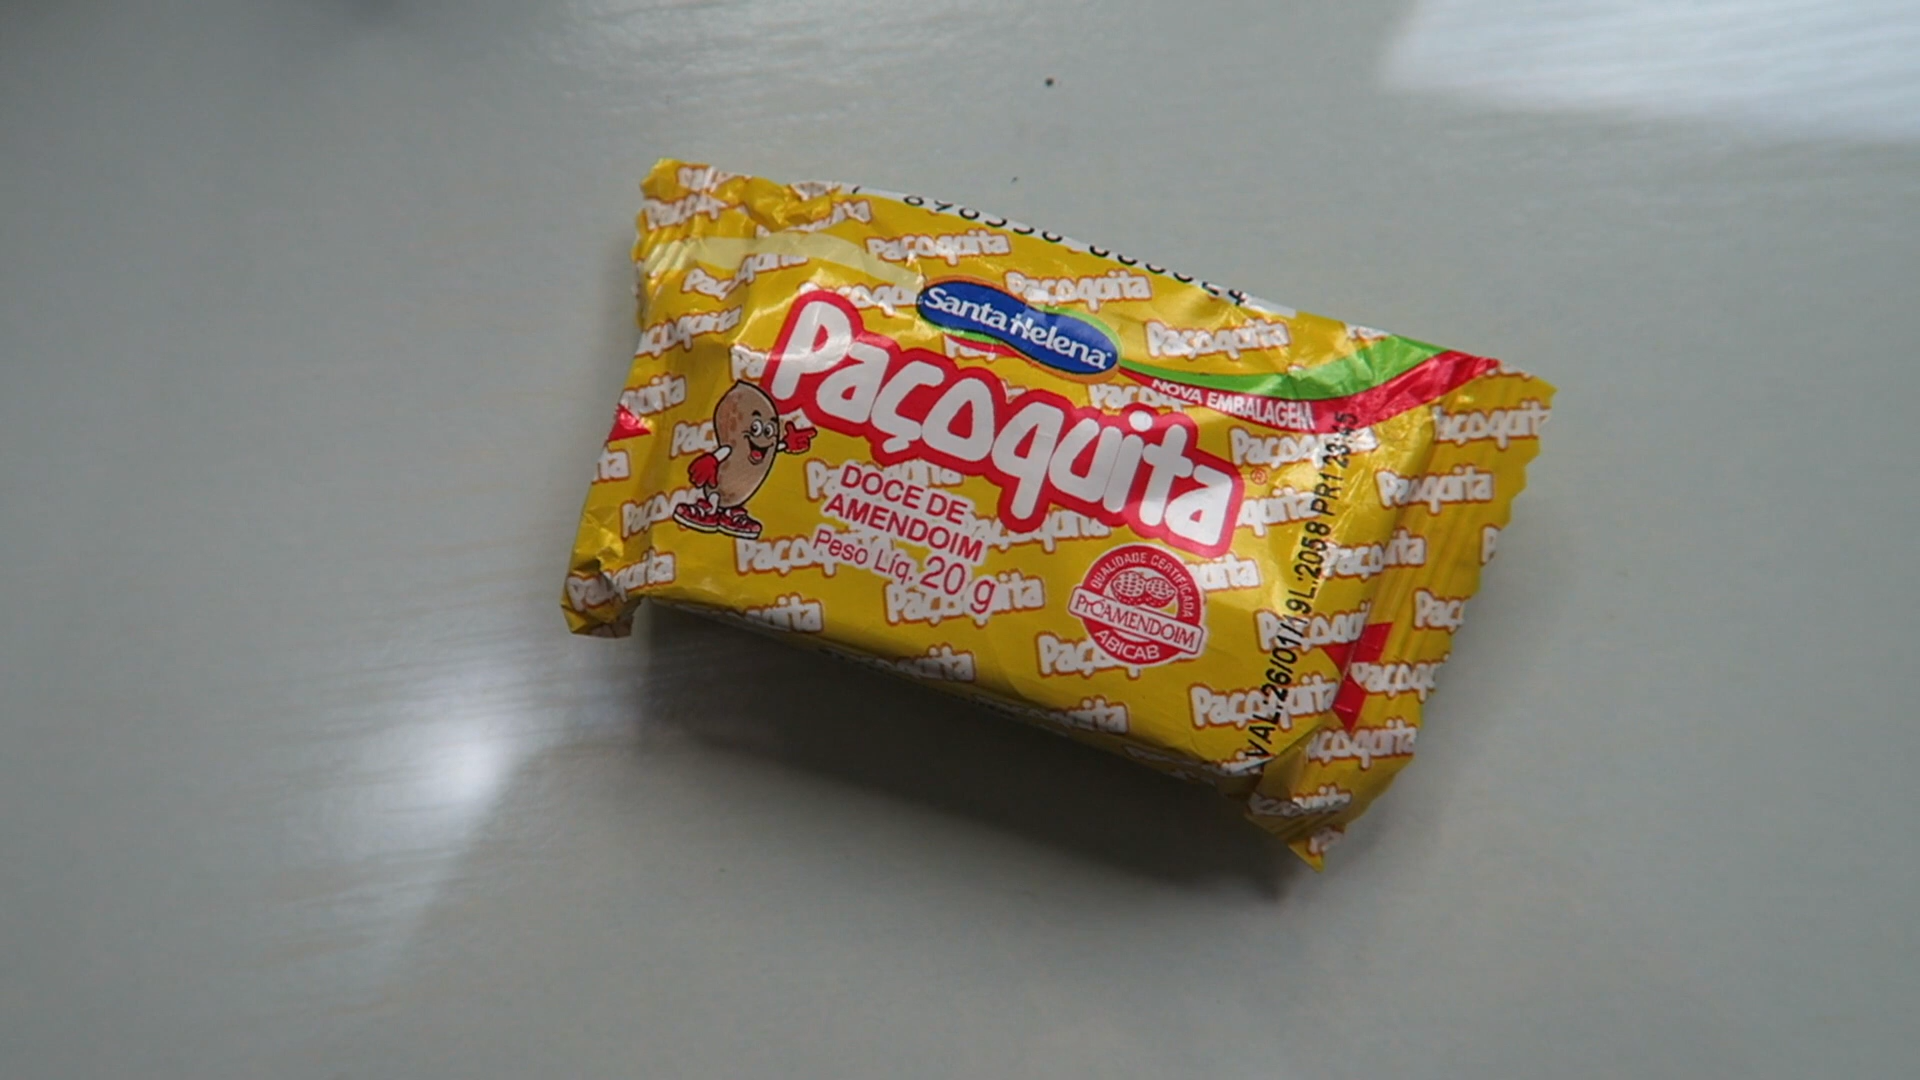 Santa Helena
Paçoquita
NOVA EMBALAGEM
DOCE DE
AMENDOIM
Peso Líq. 20 g
QUALIDADE CERTIFICADA
PRÓAMENDOIM
ABICAB
VAL:26/01/19L:2058 PR1 23:45